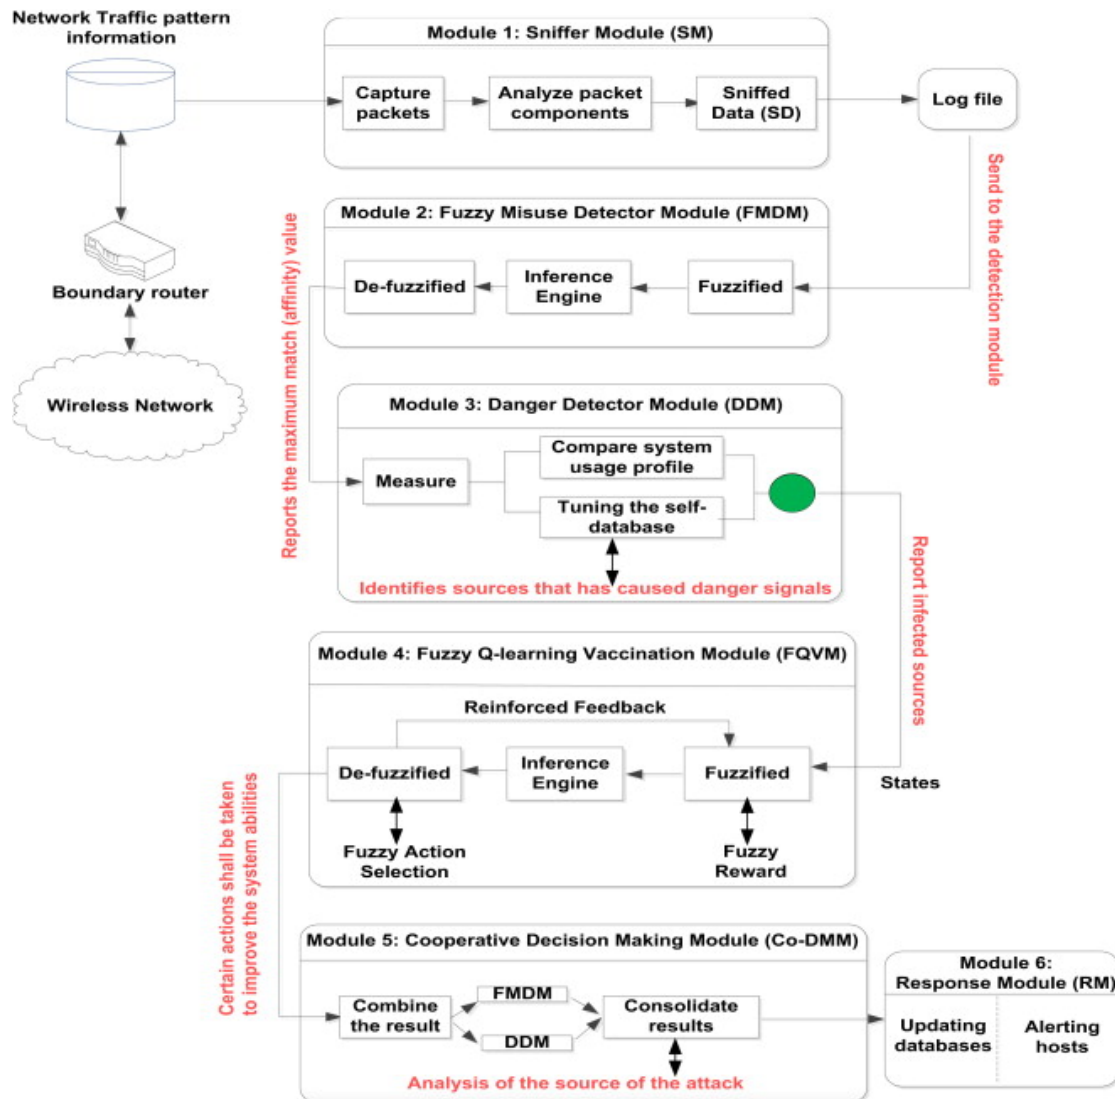 Network Traffic pattern
information
Boundary router
Wireless Network
Module 1: Sniffer Module (SM)
Capture
packets
Analyze packet
components
Sniffed
Data (SD)
Log file
Send to the detection module
Module 2: Fuzzy Misuse Detector Module (FMDM)
De-fuzzified
Inference
Engine
Fuzzified
Reports the maximum match (affinity) value
Module 3: Danger Detector Module (DDM)
Measure
Compare system
usage profile
Tuning the self-
database
Identifies sources that has caused danger signals
Report infected sources
Module 4: Fuzzy Q-learning Vaccination Module (FQVM)
Reinforced Feedback
De-fuzzified
Inference
Engine
Fuzzified
States
Fuzzy Action
Selection
Fuzzy
Reward
Certain actions shall be taken
to improve the system abilities
Module 5: Cooperative Decision Making Module (Co-DMM)
Combine
the result
FMDM
DDM
Consolidate
results
Analysis of the source of the attack
Module 6:
Response Module (RM)
Updating
databases
Alerting
hosts